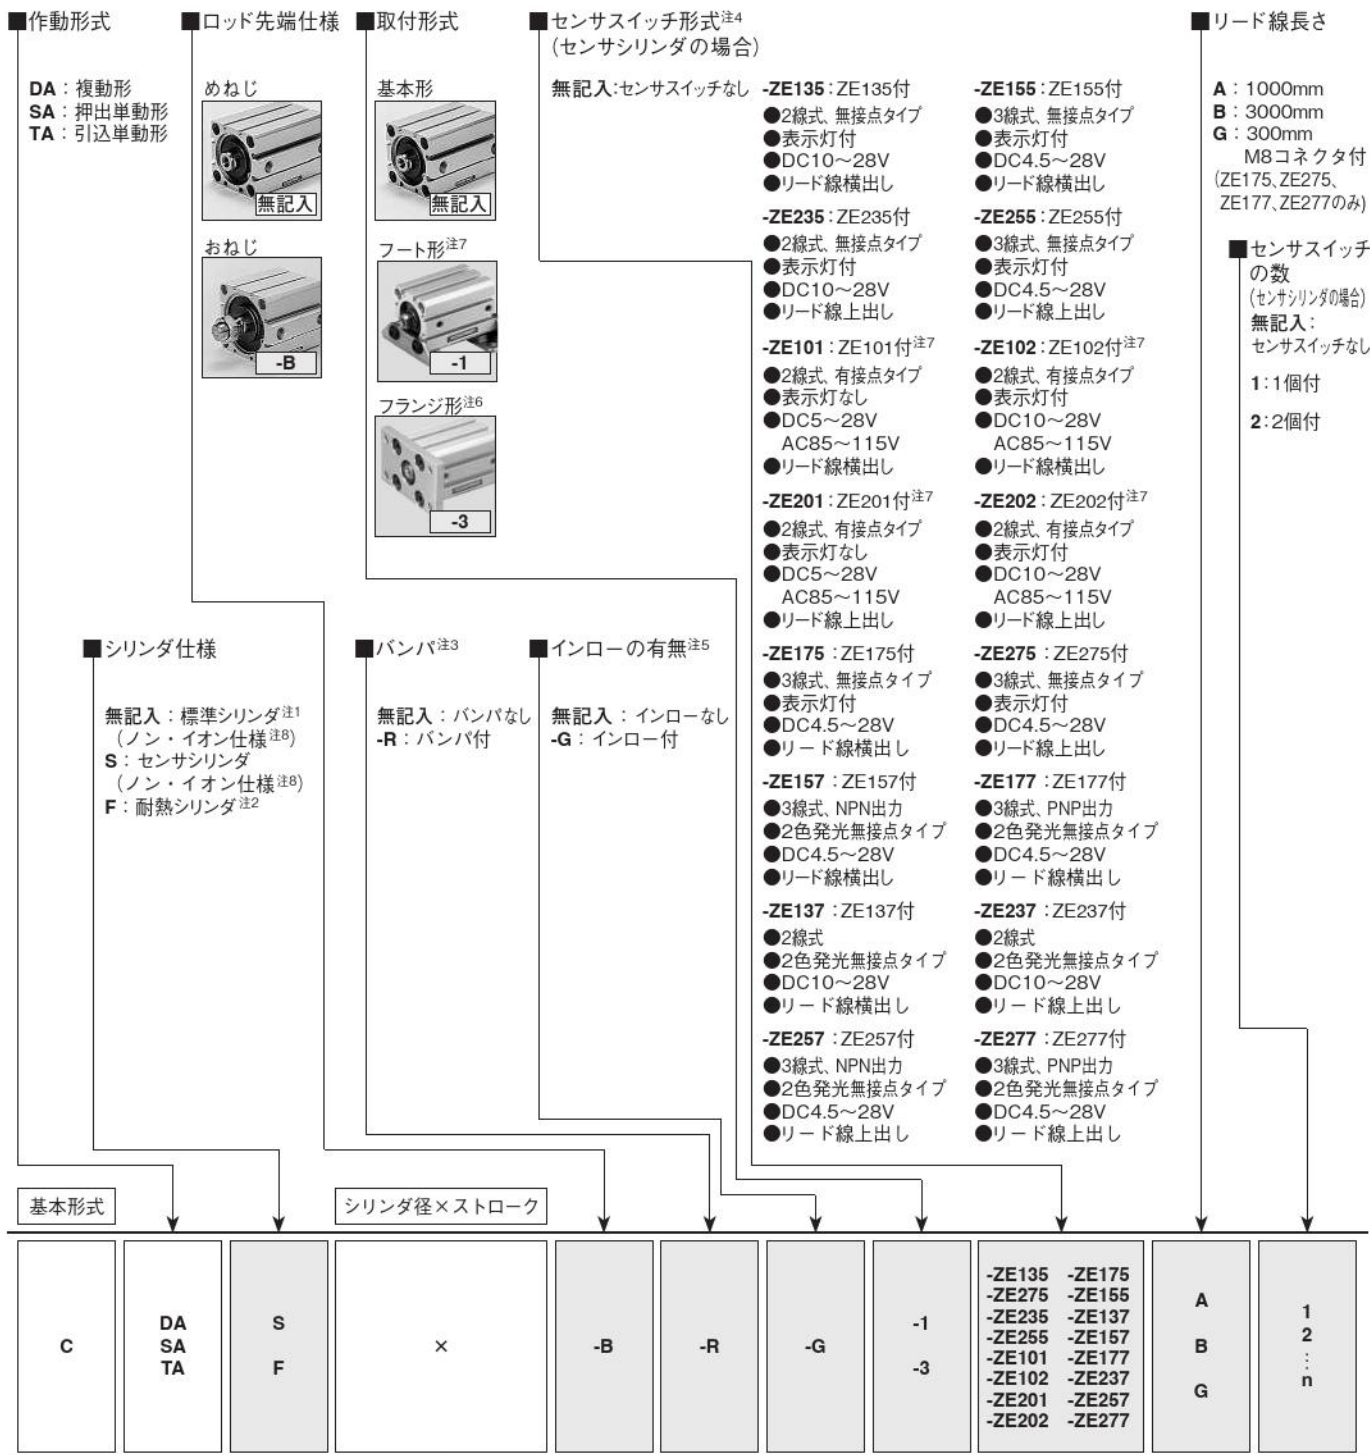 ■作動形式
DA：複動形
SA：押出単動形
TA：引込単動形
■ロッド先端仕様
めねじ
無記入
おねじ
-B
■取付形式
基本形
無記入
フート形注7
-1
フランジ形注6
-3
■センサスイッチ形式注4
(センサシリンダの場合)
無記入:センサスイッチなし
-ZE135：ZE135付
●2線式、無接点タイプ
●表示灯付
●DC10～28V
●リード線横出し
-ZE235：ZE235付
●2線式、無接点タイプ
●表示灯付
●DC10～28V
●リード線上出し
-ZE101：ZE101付注7
●2線式、有接点タイプ
●表示灯なし
●DC5～28V
AC85～115V
●リード線横出し
-ZE201：ZE201付注7
●2線式、有接点タイプ
●表示灯なし
●DC5～28V
AC85～115V
●リード線上出し
-ZE175：ZE175付
●3線式、無接点タイプ
●表示灯付
●DC4.5～28V
●リード線横出し
-ZE157：ZE157付
●3線式、NPN出力
●2色発光無接点タイプ
●DC4.5～28V
●リード線横出し
-ZE137：ZE137付
●2線式
●2色発光無接点タイプ
●DC10～28V
●リード線横出し
-ZE257：ZE257付
●3線式、NPN出力
●2色発光無接点タイプ
●DC4.5～28V
●リード線上出し
-ZE155：ZE155付
●3線式、無接点タイプ
●表示灯付
●DC4.5～28V
●リード線横出し
-ZE255：ZE255付
●3線式、無接点タイプ
●表示灯付
●DC4.5～28V
●リード線上出し
-ZE102：ZE102付注7
●2線式、有接点タイプ
●表示灯付
●DC10～28V
AC85～115V
●リード線横出し
-ZE202：ZE202付注7
●2線式、有接点タイプ
●表示灯付
●DC10～28V
AC85～115V
●リード線上出し
-ZE275：ZE275付
●3線式、無接点タイプ
●表示灯付
●DC4.5～28V
●リード線上出し
-ZE177：ZE177付
●3線式、PNP出力
●2色発光無接点タイプ
●DC4.5～28V
●リード線横出し
-ZE237：ZE237付
●2線式
●2色発光無接点タイプ
●DC10～28V
●リード線上出し
-ZE277：ZE277付
●3線式、PNP出力
●2色発光無接点タイプ
●DC4.5～28V
●リード線上出し
■リード線長さ
A：1000mm
B：3000mm
G：300mm
M8コネクタ付
(ZE175、ZE275、
ZE177、ZE277のみ)
■センサスイッチ
の数
(センサシリンダの場合)
無記入：
センサスイッチなし
1：1個付
2：2個付
■シリンダ仕様
無記入：標準シリンダ注1
(ノン・イオン仕様注8)
S：センサシリンダ
(ノン・イオン仕様注8)
F：耐熱シリンダ注2
■バンパ注3
無記入：バンパなし
-R：バンパ付
■インローの有無注5
無記入：インローなし
-G：インロー付
基本形式
シリンダ径×ストローク
C
DA
SA
TA
S
F
×
-B
-R
-G
-1
-3
-ZE135 -ZE175
-ZE275 -ZE155
-ZE235 -ZE137
-ZE255 -ZE157
-ZE101 -ZE177
-ZE102 -ZE237
-ZE201 -ZE257
-ZE202 -ZE277
A
B
G
1
2
⋮
n